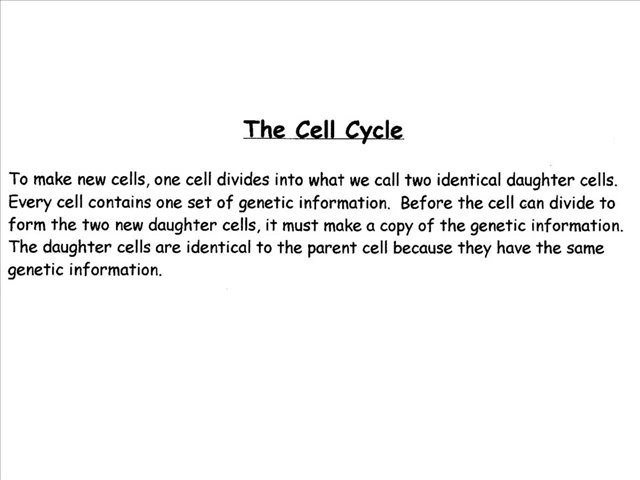 The Cell Cycle
To make new cells, one cell divides into what we call two identical daughter cells.
Every cell contains one set of genetic information.  Before the cell can divide to
form the two new daughter cells, it must make a copy of the genetic information.
The daughter cells are identical to the parent cell because they have the same
genetic information.